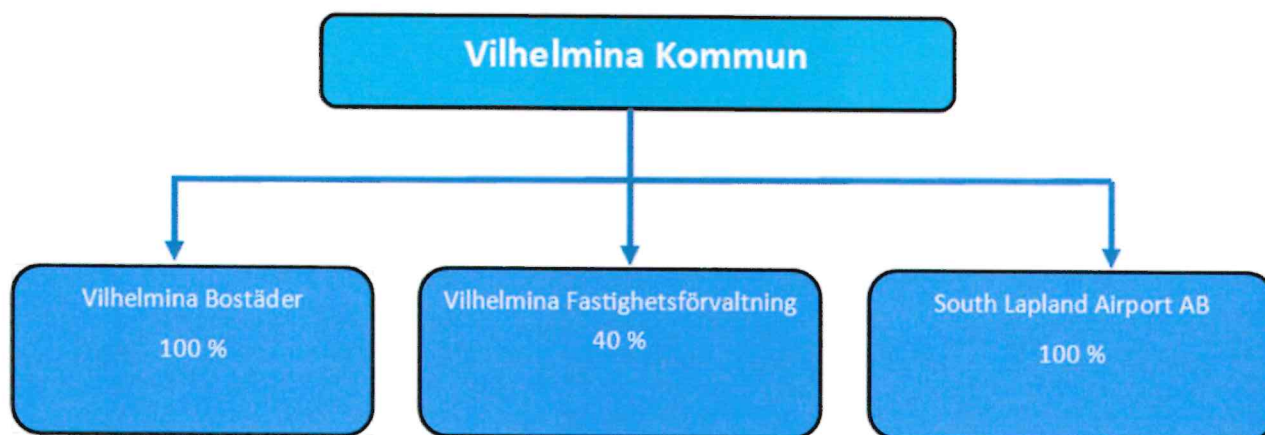 Vilhelmina Kommun
Vilhelmina Bostäder
100 %
Vilhelmina Fastighetsförvaltning
40 %
South Lapland Airport AB
100 %